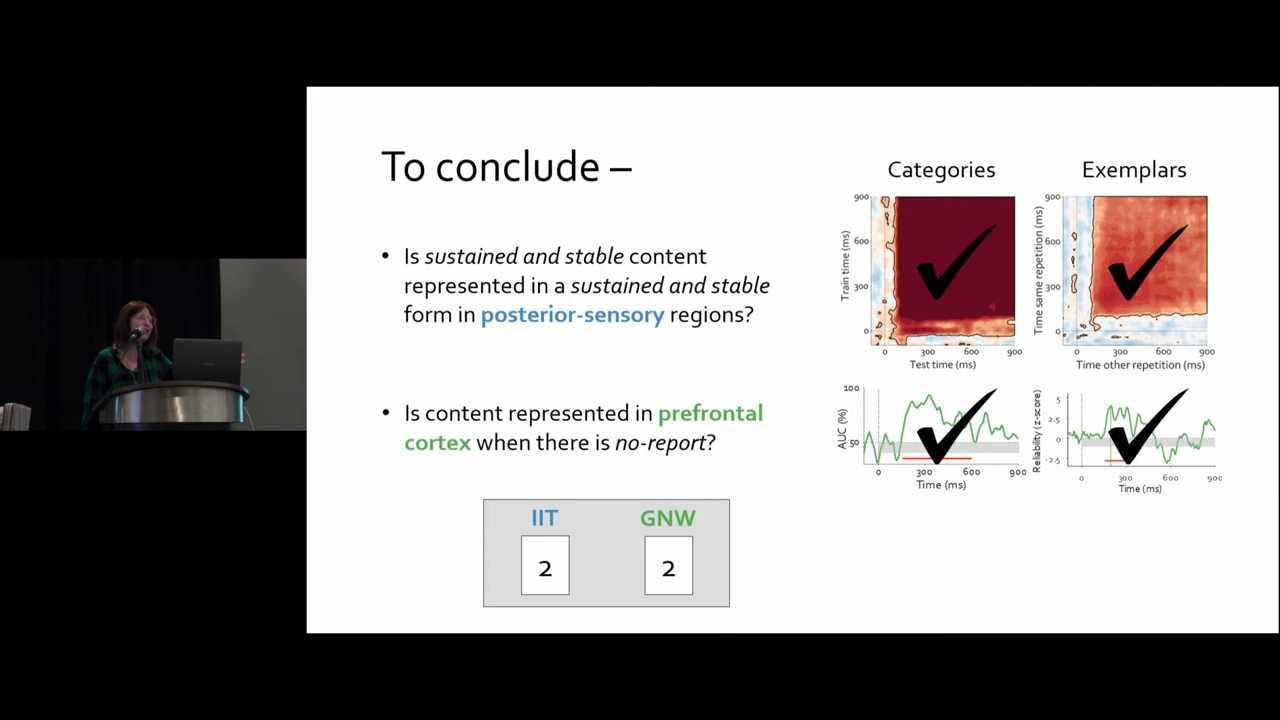 To conclude –
• Is sustained and stable content
represented in a sustained and stable
form in posterior-sensory regions?
• Is content represented in prefrontal
cortex when there is no-report?
IIT GNW
2 2
Categories
900
600
300
0
Train time (ms)
0 300 600 900
Test time (ms)
Exemplars
900
600
300
0
Time same repetition (ms)
0 300 600 900
Time other repetition (ms)
100
50
AUC (%)
0 300 600 900
Time (ms)
5
2.5
0
-2.5
Reliability (z-score)
0 300 600 900
Time (ms)